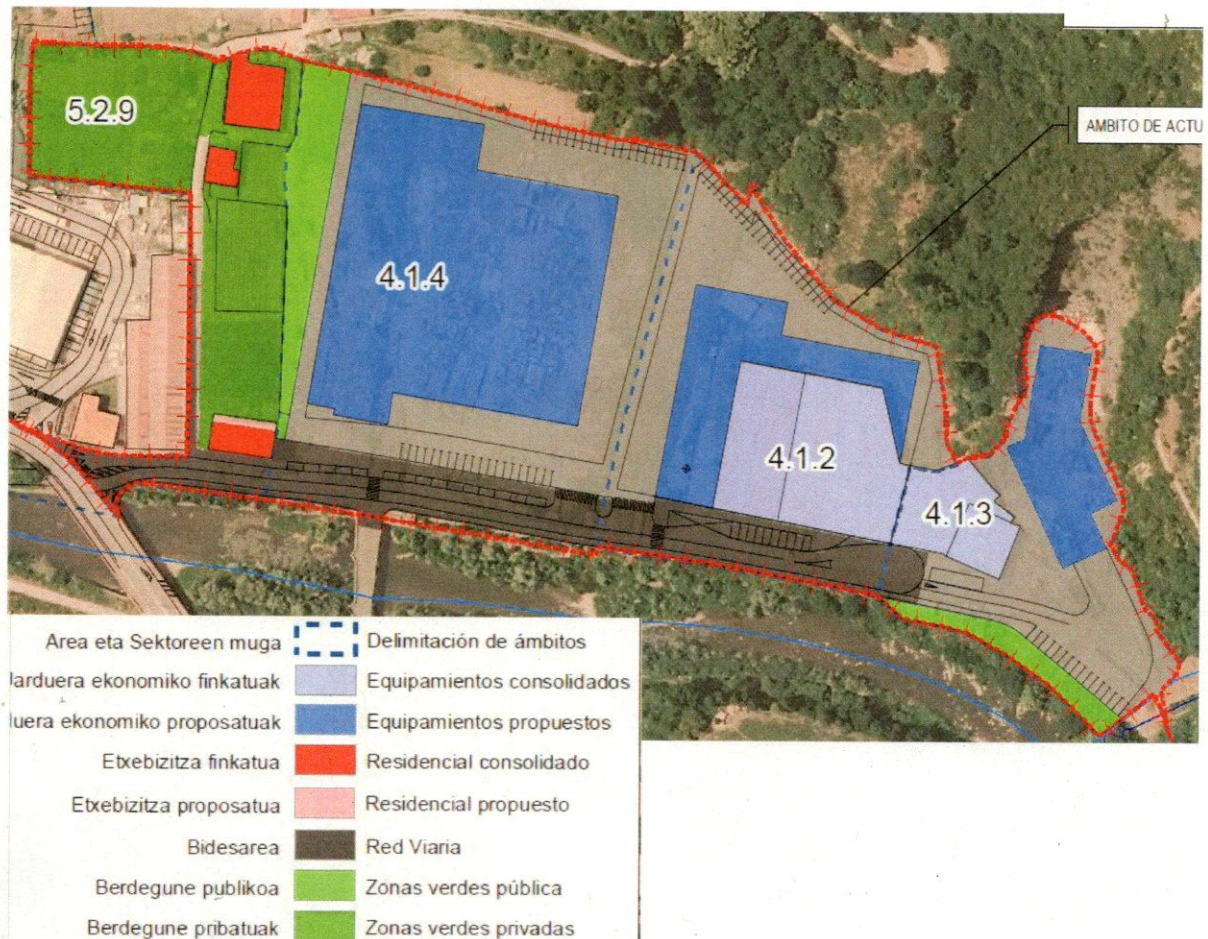 5.2.9
AMBITO DE ACTU
4.1.4
4.1.2
4.1.3
Area eta Sektoreen muga Delimitación de ámbitos
Jarduera ekonomiko finkatuak Equipamientos consolidados
duera ekonomiko proposatuak Equipamientos propuestos
Etxebizitza finkatua Residencial consolidado
Etxebizitza proposatua Residencial propuesto
Bidesarea Red Viaria
Berdegune publikoa Zonas verdes pública
Berdegune pribatuak Zonas verdes privadas